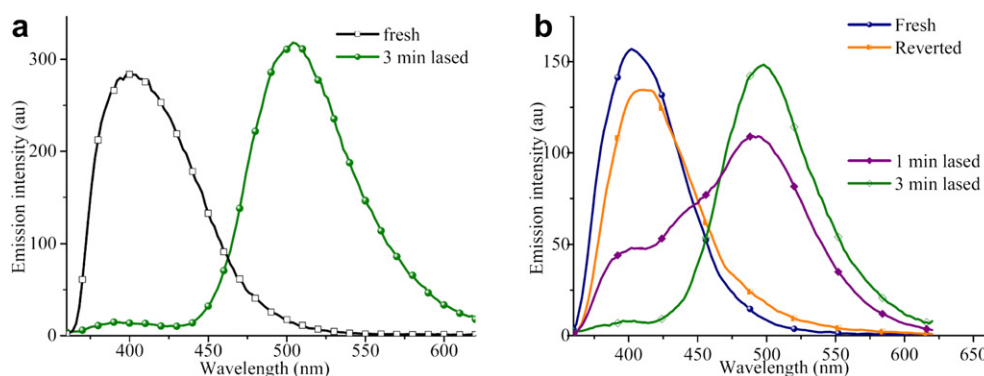 a
fresh
3 min lased
Emission intensity (au)
300
200
100
0
400 450 500 550 600
Wavelength (nm)
b
Fresh
Reverted
1 min lased
3 min lased
Emission intensity (au)
150
100
50
0
400 450 500 550 600 650
Wavelength (nm)